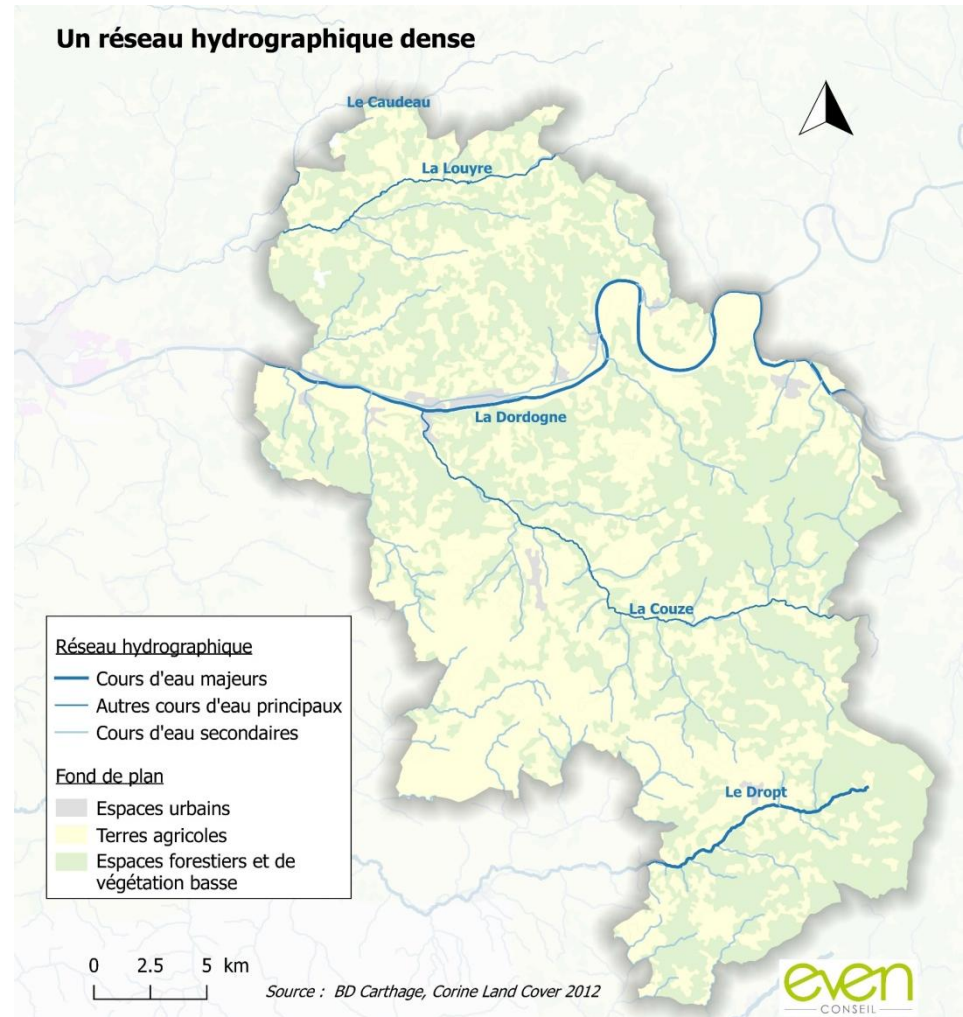 Un réseau hydrographique dense
Le Caudeau
La Louyre
La Dordogne
La Couze
Le Dropt
Réseau hydrographique
Cours d'eau majeurs
Autres cours d'eau principaux
Cours d'eau secondaires
Fond de plan
Espaces urbains
Terres agricoles
Espaces forestiers et de
végétation basse
0 2.5 5 km
Source : BD Carthage, Corine Land Cover 2012
even
CONSEIL